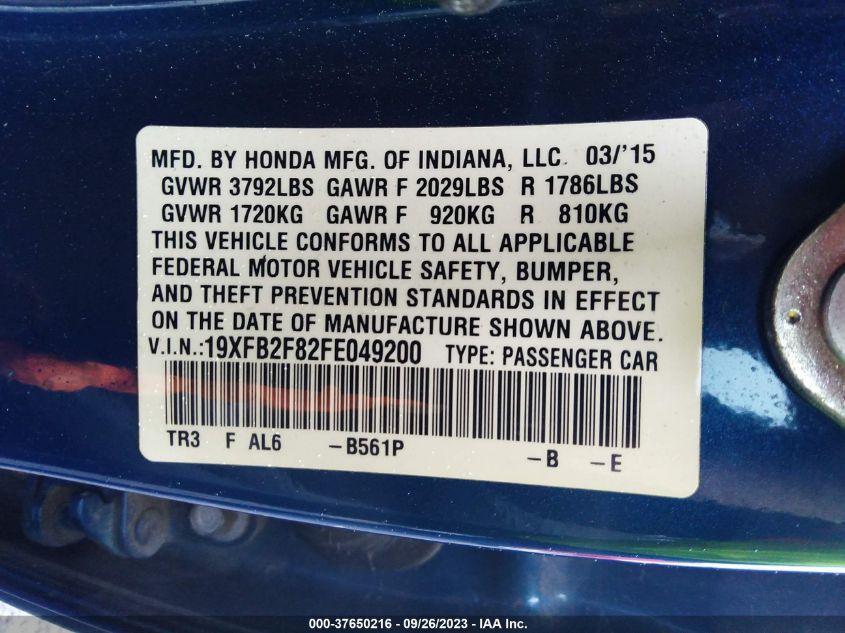 MFD. BY HONDA MFG. OF INDIANA, LLC. 03/'15
GVWR 3792LBS GAWR F 2029LBS R 1786LBS
GVWR 1720KG GAWR F 920KG R 810KG
THIS VEHICLE CONFORMS TO ALL APPLICABLE
FEDERAL MOTOR VEHICLE SAFETY, BUMPER,
AND THEFT PREVENTION STANDARDS IN EFFECT
ON THE DATE OF MANUFACTURE SHOWN ABOVE.
V.I.N.:19XFB2F82FE049200 TYPE: PASSENGER CAR
TR3 F AL6 -B561P -B -E
000-37650216 - 09/26/2023 - IAA Inc.